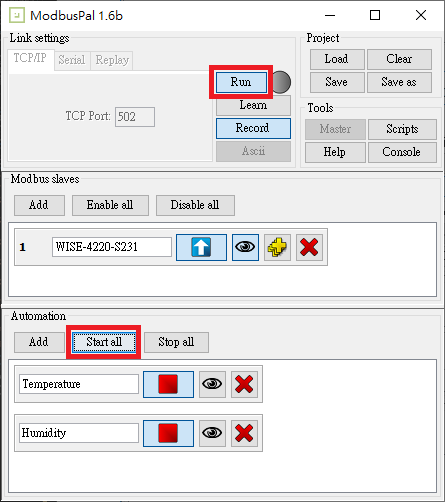 ModbusPal 1.6b
Link settings
TCP/IP Serial Replay
TCP Port: 502
Run
Learn
Record
Ascii
Project
Load Clear
Save Save as
Tools
Master Scripts
Help Console
Modbus slaves
Add Enable all Disable all
1 WISE-4220-S231
Automation
Add Start all Stop all
Temperature
Humidity